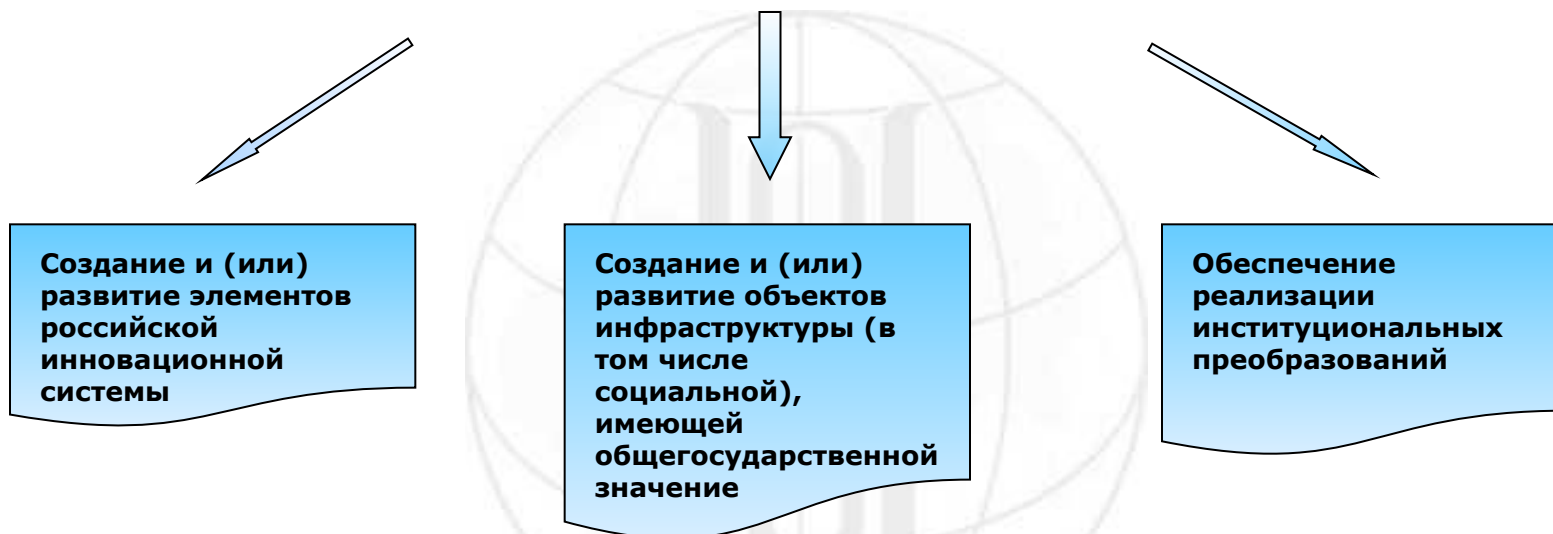 Создание и (или)
развитие элементов
российской
инновационной
системы
Создание и (или)
развитие объектов
инфраструктуры (в
том числе
социальной),
имеющей
общегосударственной
значение
Обеспечение
реализации
институциональных
преобразований